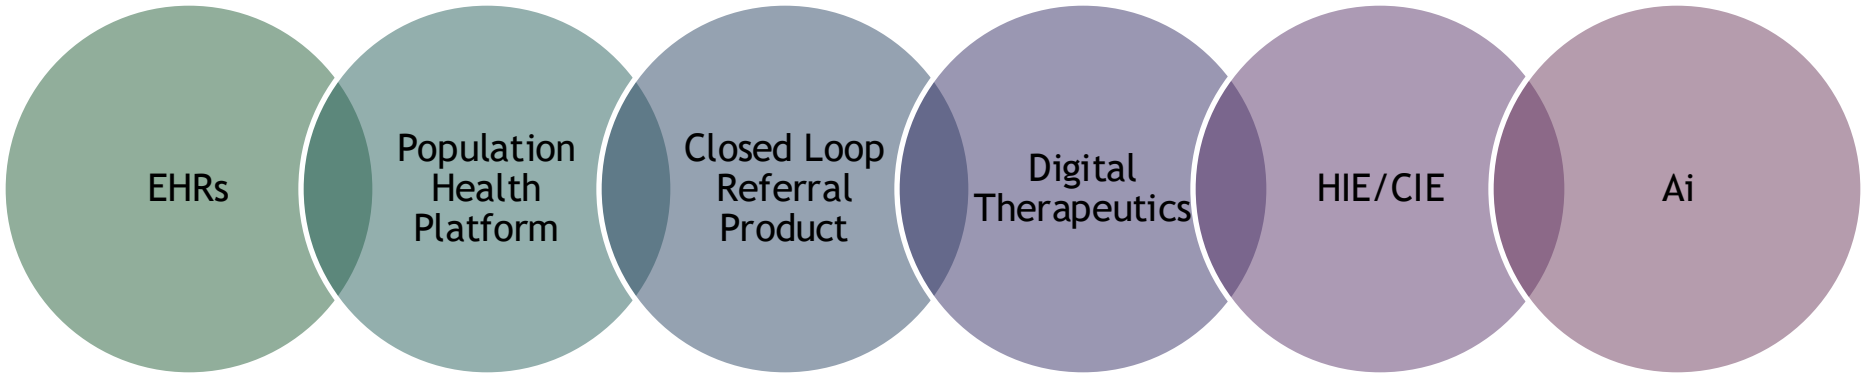 EHRs
Population
Health
Platform
Closed Loop
Referral
Product
Digital
Therapeutics
HIE/CIE
Ai